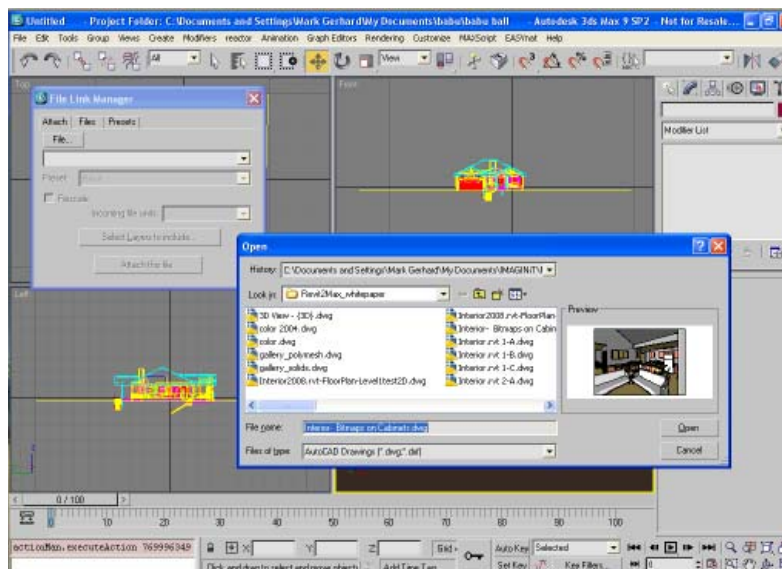 Untitled - Project Folder: C:\Documents and Settings\Mark Gerhard\My Documents\babu\babu ball - Autodesk 3ds Max 9 SP2 - Not for Resale...
File Edit Tools Group Views Create Modifiers reactor Animation Graph Editors Rendering Customize MAXScript EASYnat Help
All
View
Top
Front
File Link Manager
Attach Files Presets
File...
Preset:
Rescale
Incoming file units:
Select Layers to include...
Attach this file
Modifier List
Open
History: C:\Documents and Settings\Mark Gerhard\My Documents\IMAGINiT\
Look in: Revit2Max_whitepaper
3D View - {3D}.dwg
color 2004.dwg
color.dwg
gallery_polymesh.dwg
gallery_solids.dwg
Interior2008.rvt-FloorPlan-Level1test2D.dwg
Interior2008.rvt-FloorPlan-
Interior- Bitmaps on Cabin
Interior.rvt 1-A.dwg
Interior.rvt 1-B.dwg
Interior.rvt 1-C.dwg
Interior.rvt 2-A.dwg
Preview
File name: Interior- Bitmaps on Cabinets.dwg
Open
Files of type: AutoCAD Drawings (*.dwg;*.dxf)
Cancel
Left
0 / 100
0 10 20 30 40 50 60 70 80 90 100
actionMan.executeAction 769996349
X: Y: Z: Grid
Auto Key Selected
Click and drag to select and move objects
Add Time Tag
Set Key Key Filters...
0